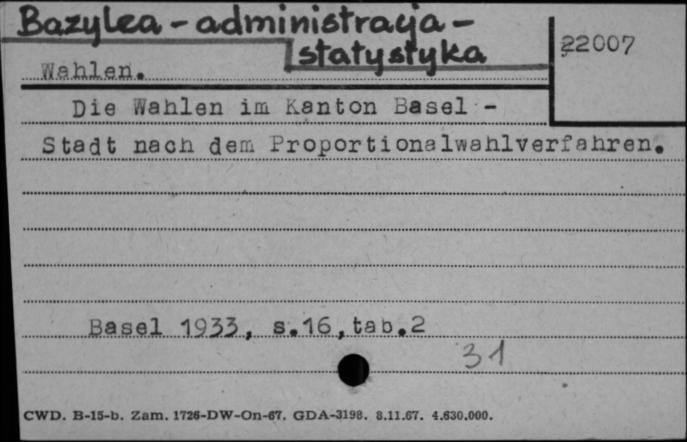 Bazylea - administracja -
statystyka
22007
Wahlen.
Die Wahlen im Kanton Basel -
Stadt nach dem Proportionalwahlverfahren.
Basel 1933, s.16,tab.2
31
CWD. B-15-b. Zam. 1726-DW-On-67. GDA-3198. 8.11.67. 4.630.000.